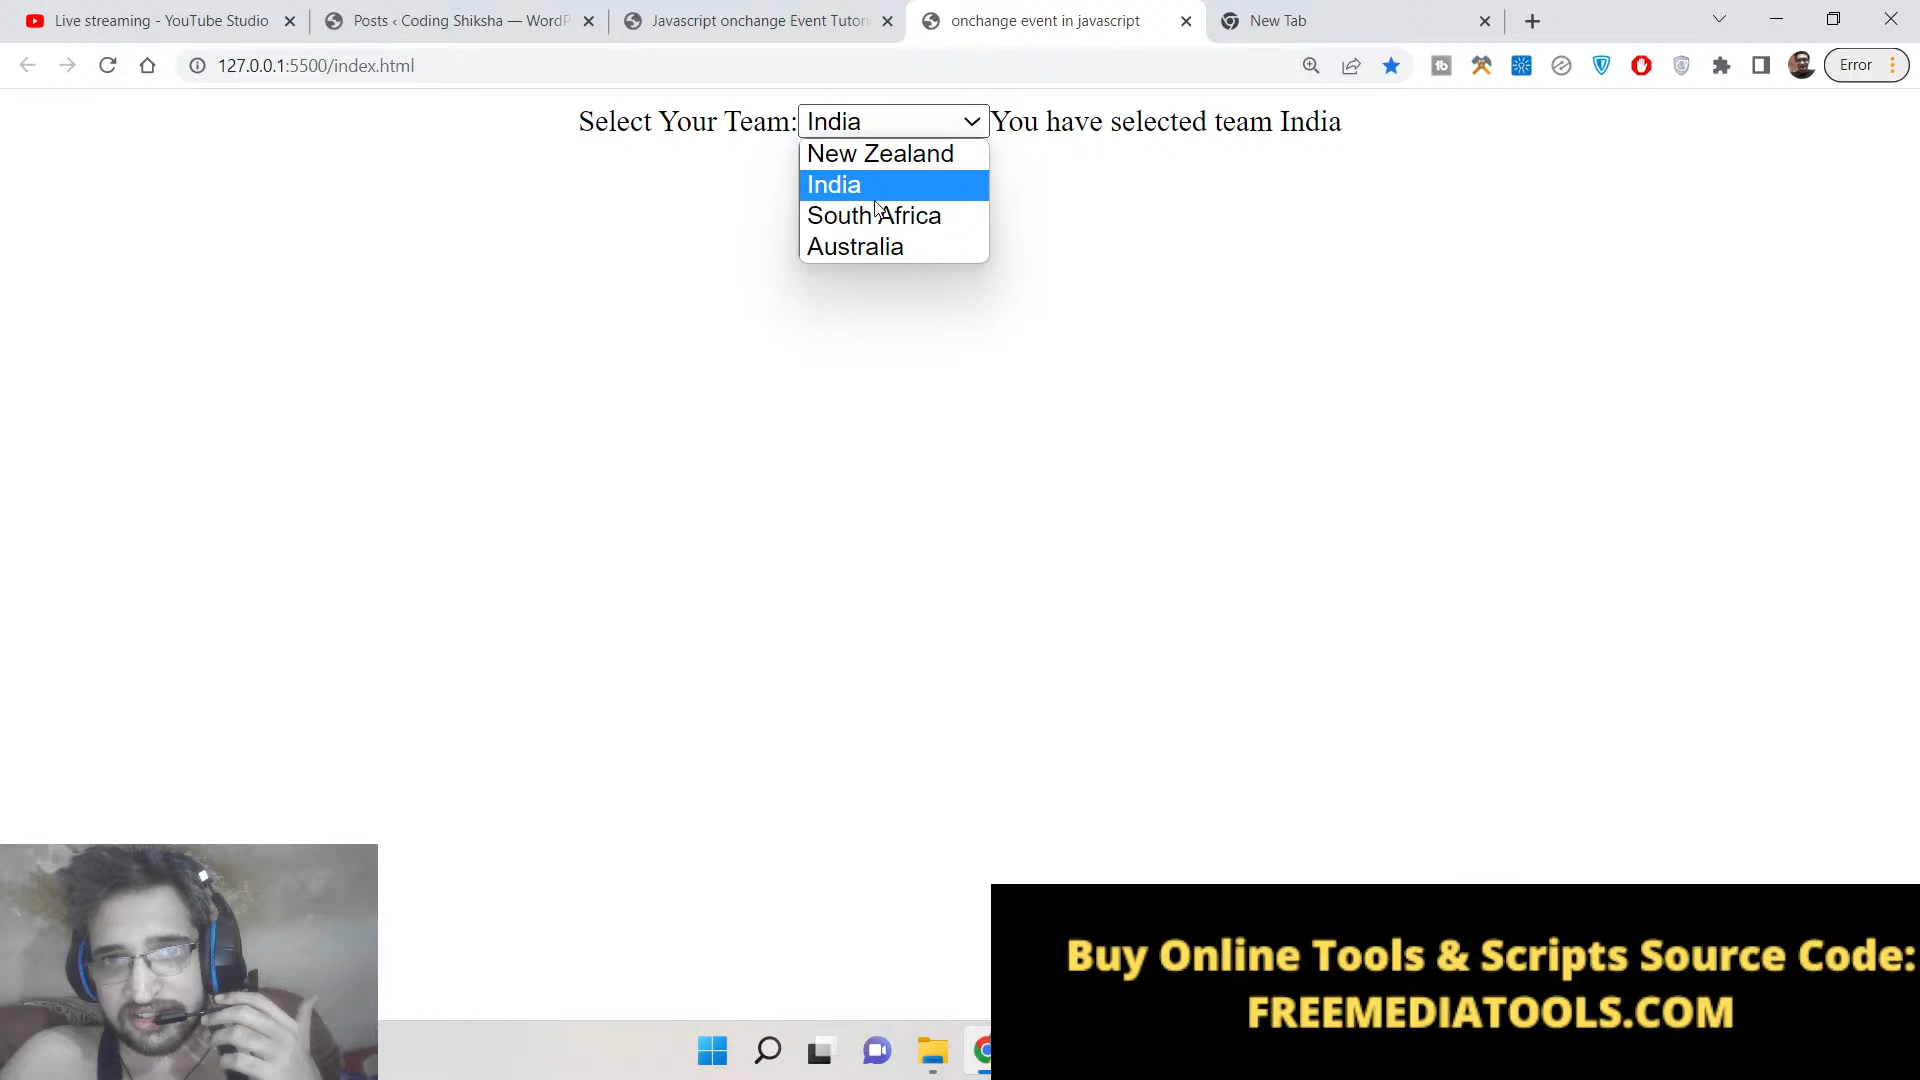 Live streaming - YouTube Studio
Posts ‹ Coding Shiksha — WordP
Javascript onchange Event Tutori
onchange event in javascript
New Tab
127.0.0.1:5500/index.html
Error
Select Your Team: India You have selected team India
New Zealand
India
South Africa
Australia
Buy Online Tools & Scripts Source Code:
FREEMEDIATOOLS.COM